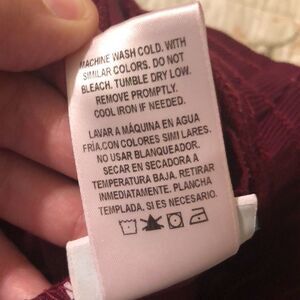 MACHINE WASH COLD. WITH
SIMILAR COLORS. DO NOT
BLEACH. TUMBLE DRY LOW.
REMOVE PROMPTLY.
COOL IRON IF NEEDED.
LAVAR A MÁQUINA EN AGUA
FRÍA.CON COLORES SIMI LARES.
NO USAR BLANQUEADOR.
SECAR EN SECADORA A
TEMPERATURA BAJA. RETIRAR
INMEDIATAMENTE. PLANCHA
TEMPLADA, SI ES NECESARIO.